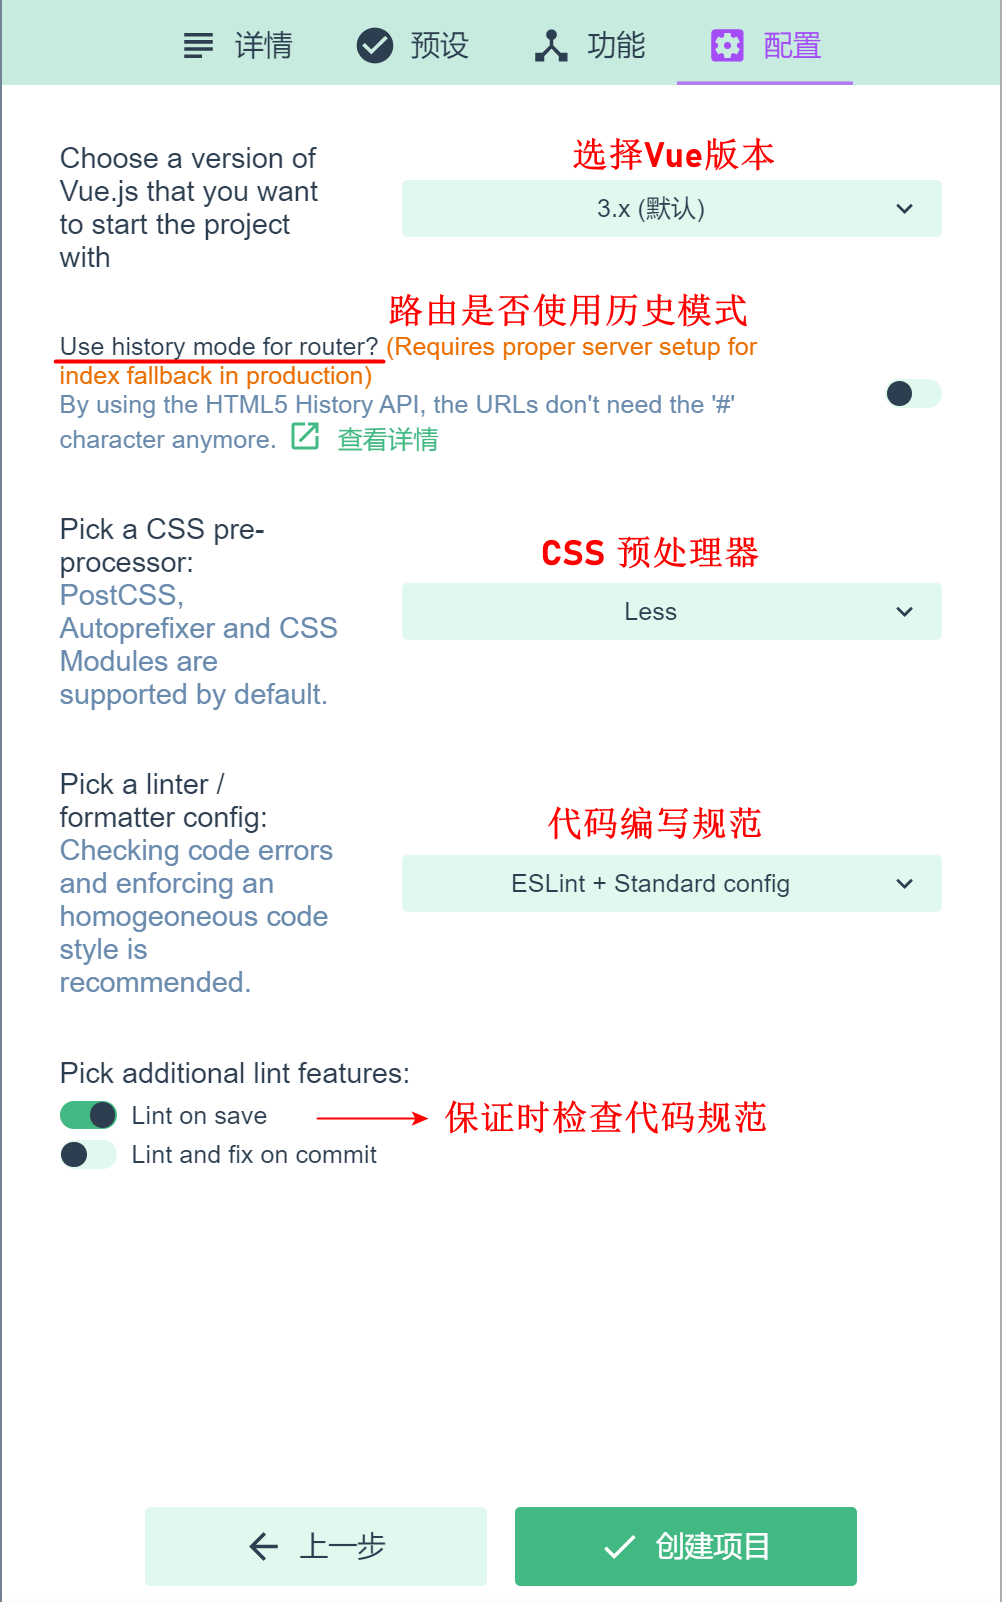 详情 预设 功能 配置
选择Vue版本
Choose a version of
Vue.js that you want
to start the project
with
3.x (默认)
路由是否使用历史模式
Use history mode for router? (Requires proper server setup for
index fallback in production)
By using the HTML5 History API, the URLs don't need the '#'
character anymore. 查看详情
Pick a CSS pre-
processor:
PostCSS,
Autoprefixer and CSS
Modules are
supported by default.
CSS 预处理器
Less
Pick a linter /
formatter config:
Checking code errors
and enforcing an
homogeoneous code
style is
recommended.
代码编写规范
ESLint + Standard config
Pick additional lint features:
Lint on save 保证时检查代码规范
Lint and fix on commit
上一步 创建项目